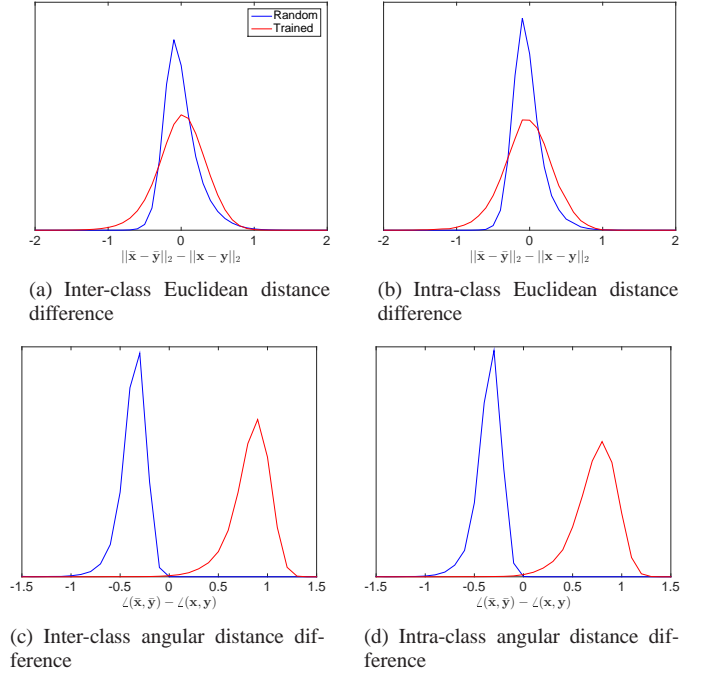 Random
Trained
-2 -1 0 1 2
||x̄ − ȳ||₂ − ||x − y||₂
(a) Inter-class Euclidean distance
difference
-2 -1 0 1 2
||x̄ − ȳ||₂ − ||x − y||₂
(b) Intra-class Euclidean distance
difference
-1.5 -1 -0.5 0 0.5 1 1.5
∠(x̄, ȳ) − ∠(x, y)
(c) Inter-class angular distance dif-
ference
-1.5 -1 -0.5 0 0.5 1 1.5
∠(x̄, ȳ) − ∠(x, y)
(d) Intra-class angular distance dif-
ference